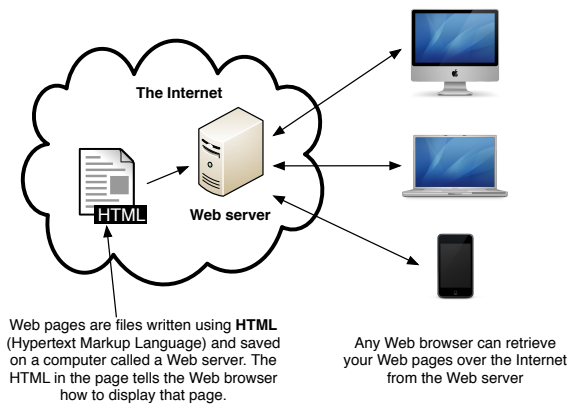 The Internet
HTML
Web server
Web pages are files written using HTML
(Hypertext Markup Language) and saved
on a computer called a Web server. The
HTML in the page tells the Web browser
how to display that page.
Any Web browser can retrieve
your Web pages over the Internet
from the Web server